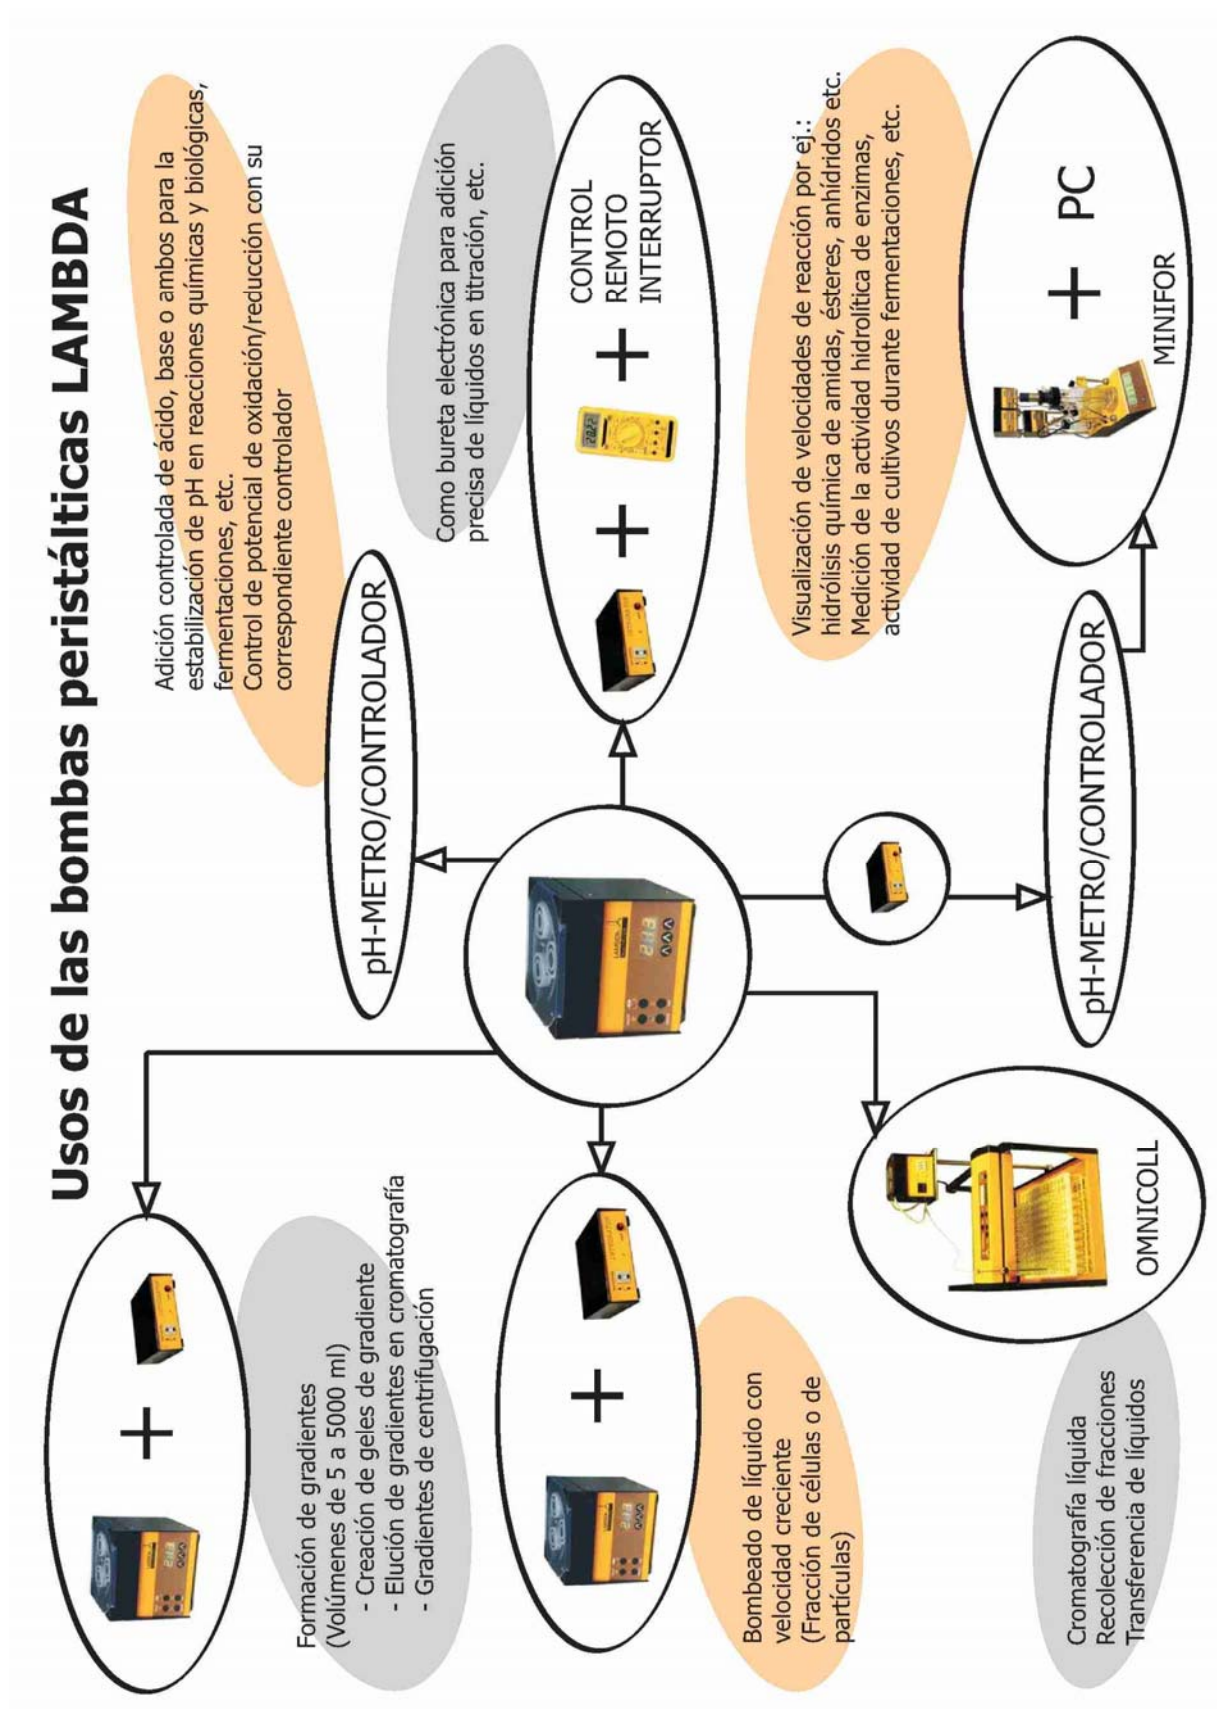 Usos de las bombas peristálticas LAMBDA
Formación de gradientes
(Volúmenes de 5 a 5000 ml)
- Creación de geles de gradiente
- Elución de gradientes en cromatografía
- Gradientes de centrifugación
pH-METRO/CONTROLADOR
Adición controlada de ácido, base o ambos para la
estabilización de pH en reacciones químicas y biológicas,
fermentaciones, etc.
Control de potencial de oxidación/reducción con su
correspondiente controlador
Como bureta electrónica para adición
precisa de líquidos en titración, etc.
CONTROL
REMOTO
INTERRUPTOR
Bombeado de líquido con
velocidad creciente
(Fracción de células o de
partículas)
Visualización de velocidades de reacción por ej.:
hidrólisis química de amidas, ésteres, anhídridos etc.
Medición de la actividad hidrolítica de enzimas,
actividad de cultivos durante fermentaciones, etc.
Cromatografía líquida
Recolección de fracciones
Transferencia de líquidos
OMNICOLL
pH-METRO/CONTROLADOR
+ PC
MINIFOR